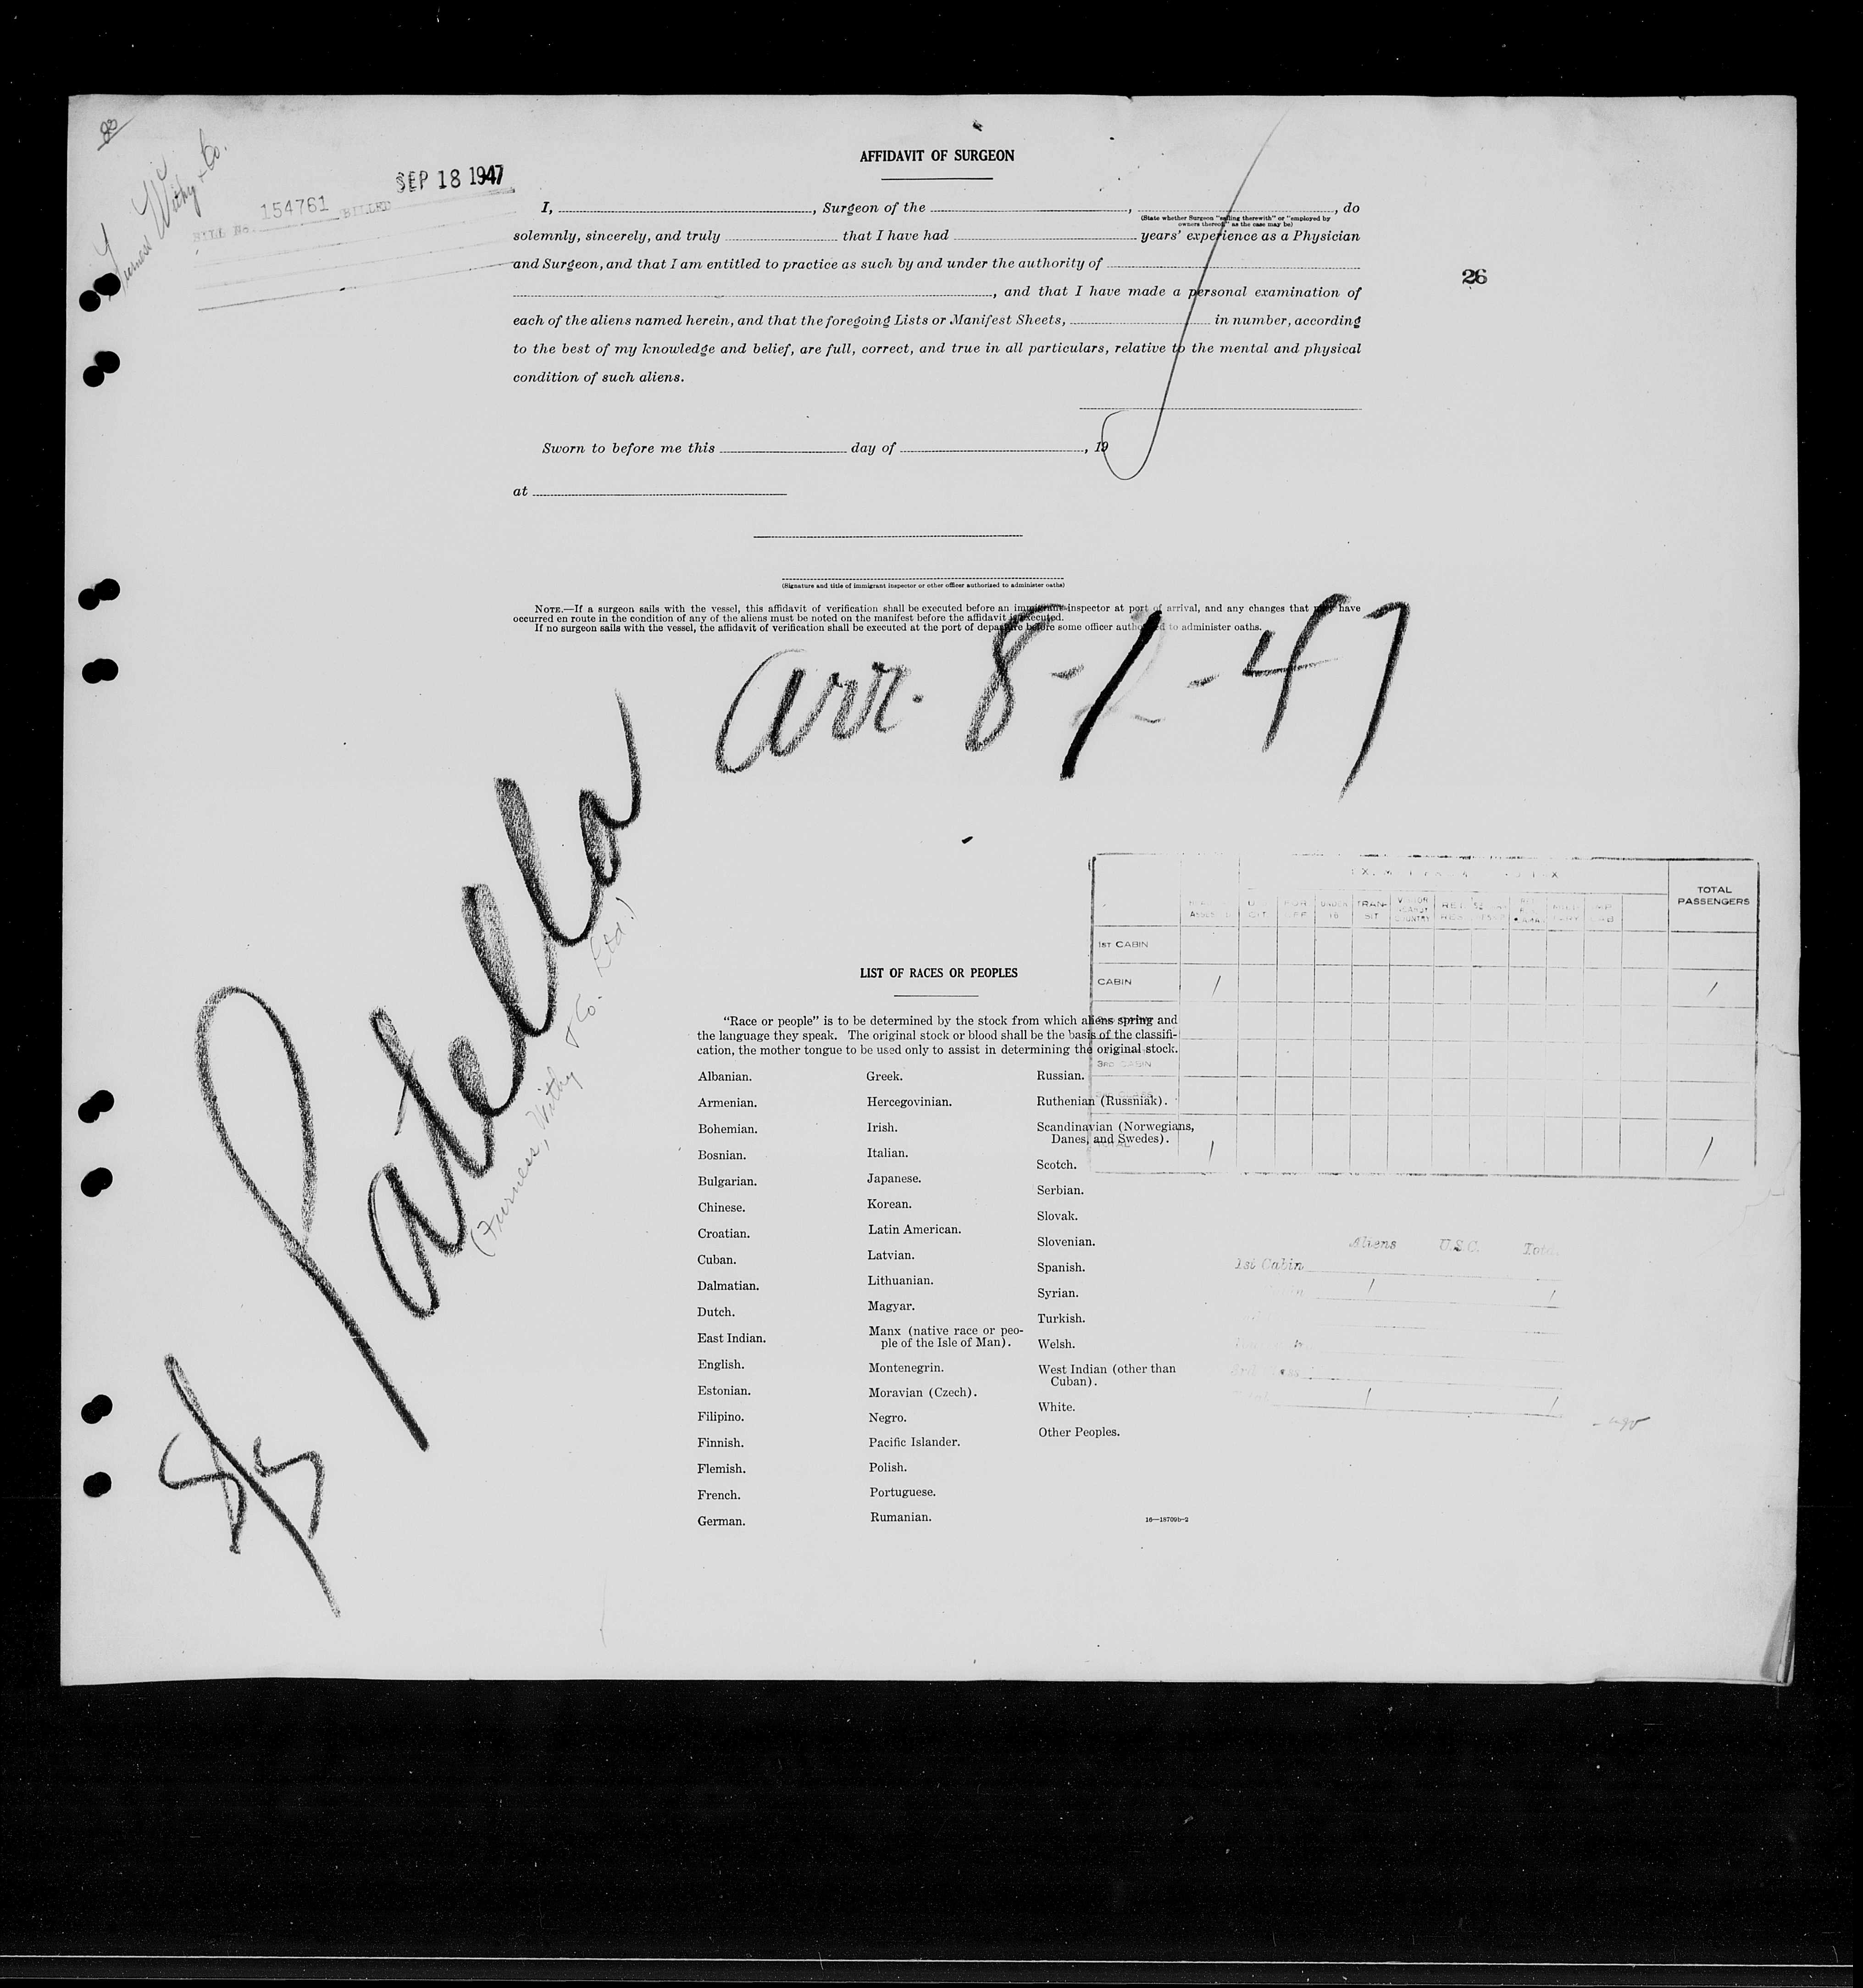 80
Furness Withy & Co.
SEP 18 1947
BILL No. 154761 BILLED
26
AFFIDAVIT OF SURGEON
I, , Surgeon of the , , do
(State whether Surgeon "sailing therewith" or "employed by
owners thereof" as the case may be)
solemnly, sincerely, and truly that I have had years' experience as a Physician
and Surgeon, and that I am entitled to practice as such by and under the authority of
, and that I have made a personal examination of
each of the aliens named herein, and that the foregoing Lists or Manifest Sheets, in number, according
to the best of my knowledge and belief, are full, correct, and true in all particulars, relative to the mental and physical
condition of such aliens.
Sworn to before me this day of , 19
at
(Signature and title of immigrant inspector or other officer authorized to administer oaths)
NOTE.—If a surgeon sails with the vessel, this affidavit of verification shall be executed before an immigrant inspector at port of arrival, and any changes that may have
occurred en route in the condition of any of the aliens must be noted on the manifest before the affidavit is executed.
If no surgeon sails with the vessel, the affidavit of verification shall be executed at the port of departure before some officer authorized to administer oaths.
arr. 8-1-47
S/S Patella
(Furness, Withy & Co. Ltd.)
TOTAL
PASSENGERS
UNDER
16
TRAN-
SIT
1ST CABIN
CABIN / /
3RD CABIN
TOTAL / /
LIST OF RACES OR PEOPLES
"Race or people" is to be determined by the stock from which aliens spring and
the language they speak. The original stock or blood shall be the basis of the classifi-
cation, the mother tongue to be used only to assist in determining the original stock.
Albanian.
Armenian.
Bohemian.
Bosnian.
Bulgarian.
Chinese.
Croatian.
Cuban.
Dalmatian.
Dutch.
East Indian.
English.
Estonian.
Filipino.
Finnish.
Flemish.
French.
German.
Greek.
Hercegovinian.
Irish.
Italian.
Japanese.
Korean.
Latin American.
Latvian.
Lithuanian.
Magyar.
Manx (native race or peo-
ple of the Isle of Man).
Montenegrin.
Moravian (Czech).
Negro.
Pacific Islander.
Polish.
Portuguese.
Rumanian.
Russian.
Ruthenian (Russniak).
Scandinavian (Norwegians,
Danes, and Swedes).
Scotch.
Serbian.
Slovak.
Slovenian.
Spanish.
Syrian.
Turkish.
Welsh.
West Indian (other than
Cuban).
White.
Other Peoples.
16—18709b-2
Aliens U.S.C. Total
1st Cabin
/ /
/ /